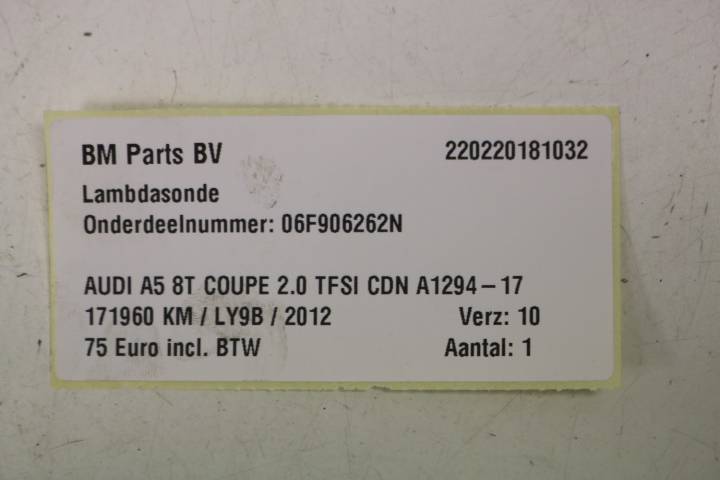 BM Parts BV 220220181032
Lambdasonde
Onderdeelnummer: 06F906262N
AUDI A5 8T COUPE 2.0 TFSI CDN A1294-17
171960 KM / LY9B / 2012 Verz: 10
75 Euro incl. BTW Aantal: 1